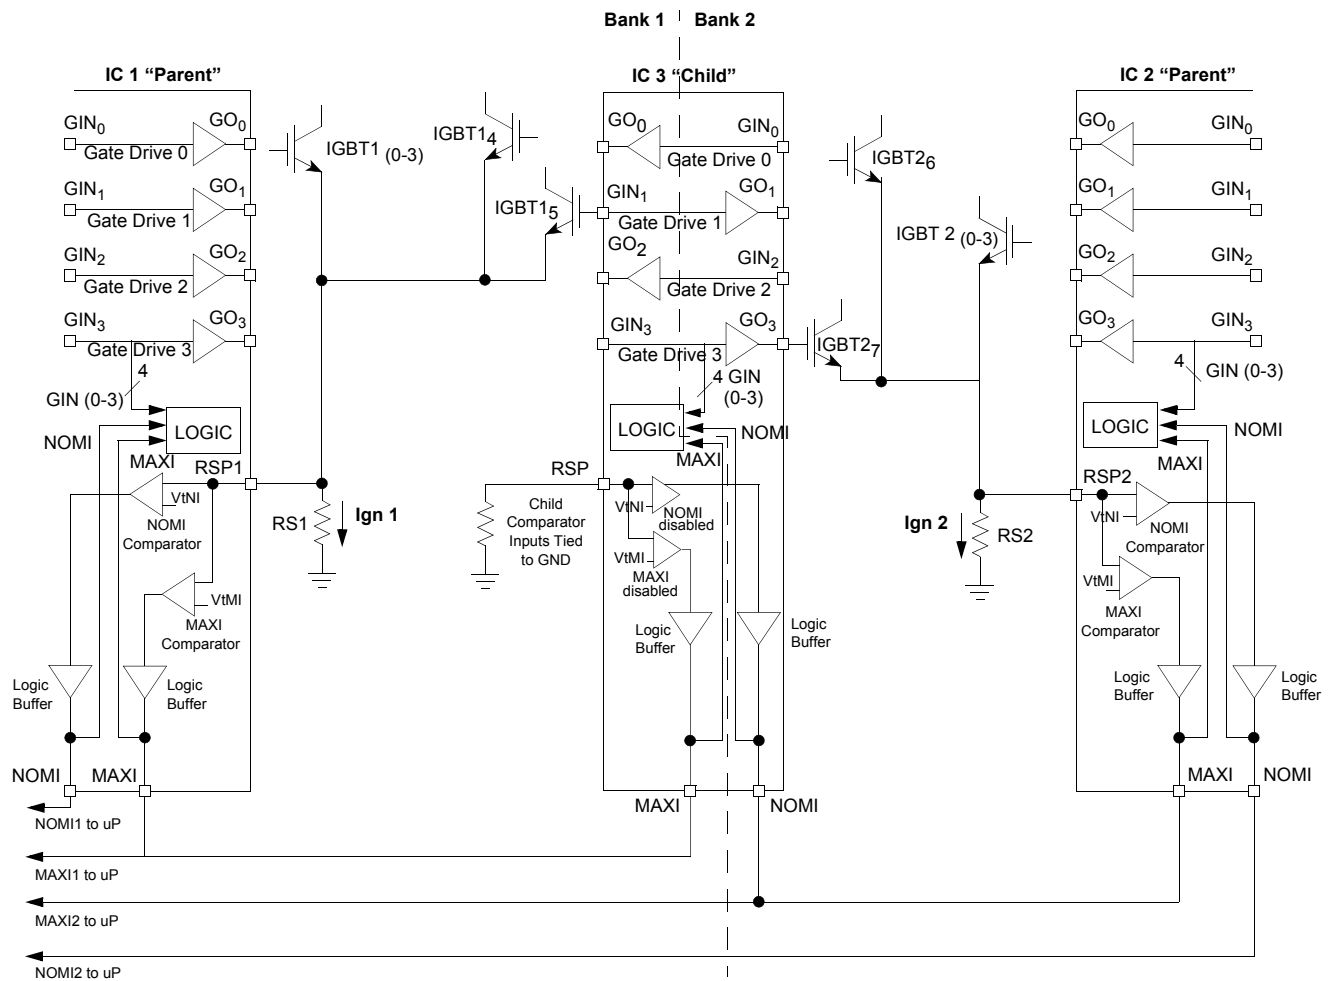 Bank 1 Bank 2
IC 1 “Parent”
IC 3 “Child”
IC 2 “Parent”
GIN0
GO0
Gate Drive 0
GIN1
GO1
Gate Drive 1
GIN2
GO2
Gate Drive 2
GIN3
GO3
Gate Drive 3
4
GIN (0-3)
LOGIC
NOMI
MAXI
RSP1
VtNI
NOMI
Comparator
VtMI
MAXI
Comparator
Logic
Buffer
Logic
Buffer
NOMI
MAXI
IGBT1 (0-3)
IGBT14
IGBT15
RS1
Ign 1
GO0
GIN0
Gate Drive 0
GIN1
GO1
Gate Drive 1
GO2
GIN2
Gate Drive 2
GIN3
GO3
Gate Drive 3
4 GIN
(0-3)
LOGIC
NOMI
MAXI
RSP
Child
Comparator
Inputs Tied
to GND
VtNI
NOMI
disabled
VtMI
MAXI
disabled
Logic
Buffer
Logic
Buffer
MAXI
NOMI
IGBT26
IGBT27
IGBT 2 (0-3)
Ign 2
RS2
GO0
GIN0
GO1
GIN1
GO2
GIN2
GO3
GIN3
4
GIN (0-3)
LOGIC
NOMI
MAXI
RSP2
VtNI
NOMI
Comparator
VtMI
MAXI
Comparator
Logic
Buffer
Logic
Buffer
MAXI
NOMI
NOMI1 to uP
MAXI1 to uP
MAXI2 to uP
NOMI2 to uP